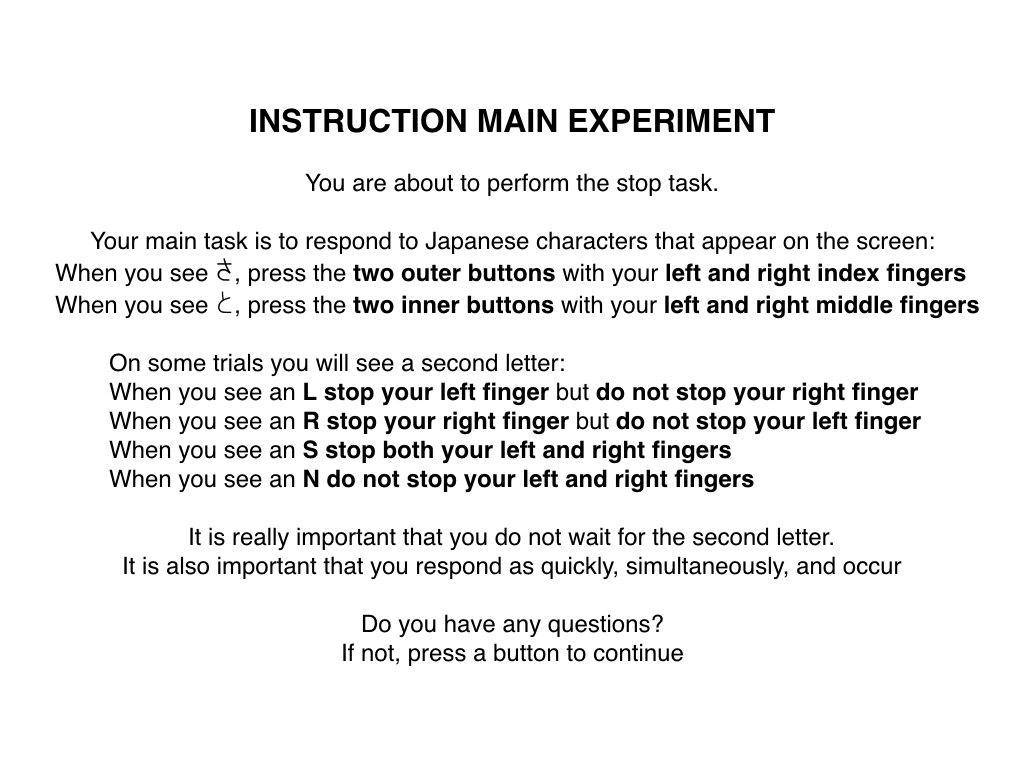 INSTRUCTION MAIN EXPERIMENT
You are about to perform the stop task.
Your main task is to respond to Japanese characters that appear on the screen:
When you see さ, press the two outer buttons with your left and right index fingers
When you see と, press the two inner buttons with your left and right middle fingers
On some trials you will see a second letter:
When you see an L stop your left finger but do not stop your right finger
When you see an R stop your right finger but do not stop your left finger
When you see an S stop both your left and right fingers
When you see an N do not stop your left and right fingers
It is really important that you do not wait for the second letter.
It is also important that you respond as quickly, simultaneously, and occur
Do you have any questions?
If not, press a button to continue